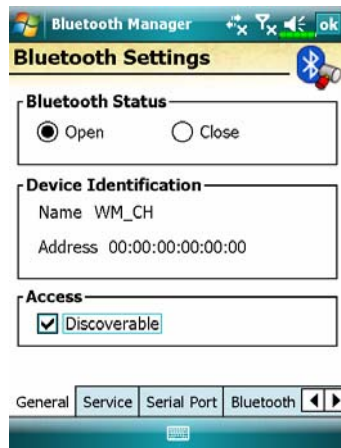 Bluetooth Manager ok
Bluetooth Settings
Bluetooth Status
Open Close
Device Identification
Name WM_CH
Address 00:00:00:00:00:00
Access
Discoverable
General Service Serial Port Bluetooth